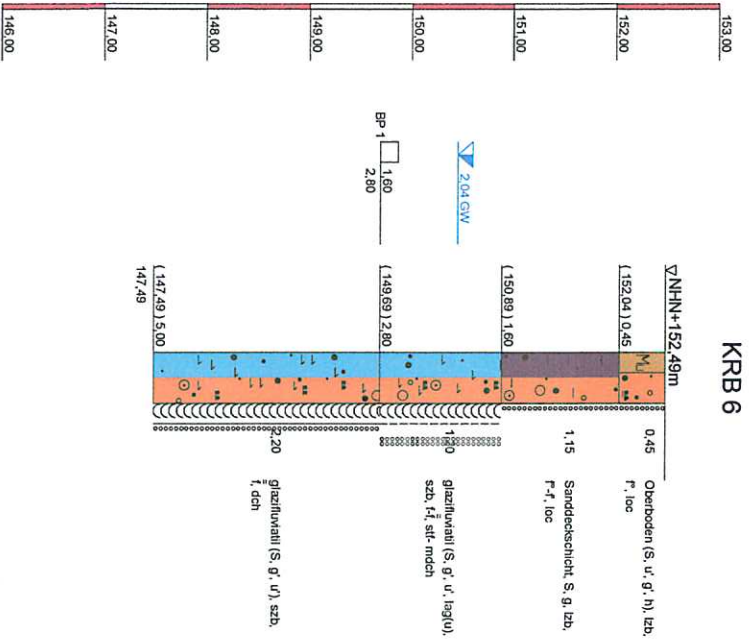 KRB 6
153,00
152,00
151,00
150,00
149,00
148,00
147,00
146,00
▽NHN+152,49m
Mu
( 152,04 ) 0,45
0,45
Oberboden (S, u', g', h), lzb,
f°, loc
( 150,89 ) 1,60
1,15
Sanddeckschicht, S, g, lzb,
f°-f', loc
2,04 GW
BP 1
1,60
2,80
( 149,69 ) 2,80
1,20
glazifluviatil (S, g', u', lag(u),
szb, f-f̄, stf- mdch
( 147,49 ) 5,00
147,49
2,20
glazifluviatil (S, g', u'), szb,
f̄, dch